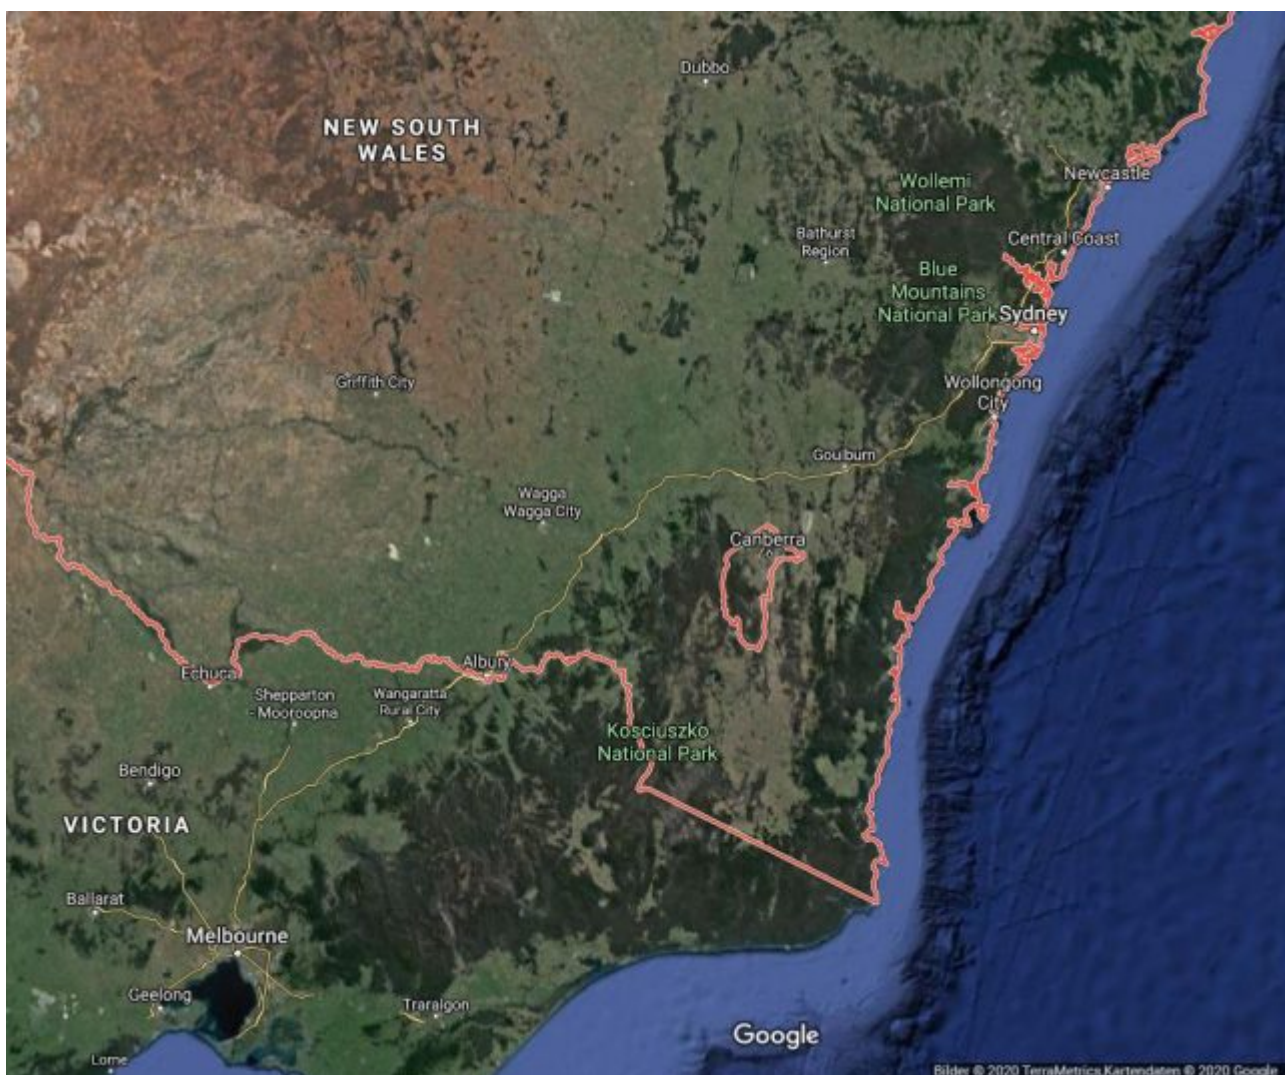 Dubbo
NEW SOUTH
WALES
Newcastle
Wollemi
National Park
Bathurst
Region
Central Coast
Blue
Mountains
National Park
Sydney
Griffith City
Wollongong
City
Goulburn
Wagga
Wagga City
Canberra
Albury
Echuca
Shepparton
- Mooroopna
Wangaratta
Rural City
Kosciuszko
National Park
Bendigo
VICTORIA
Ballarat
Melbourne
Geelong
Traralgon
Google
Lorne
Bilder © 2020 TerraMetrics Kartendaten © 2020 Google